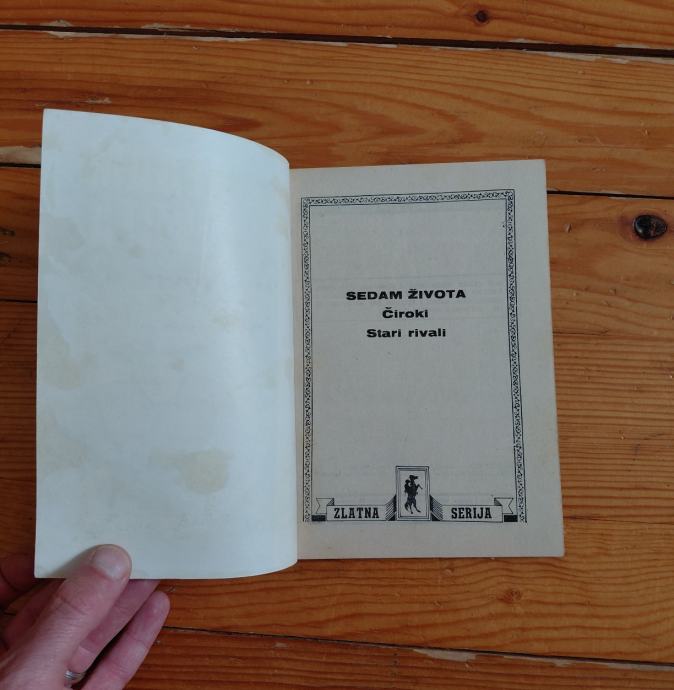 SEDAM ŽIVOTA
Čiroki
Stari rivali
ZLATNA SERIJA